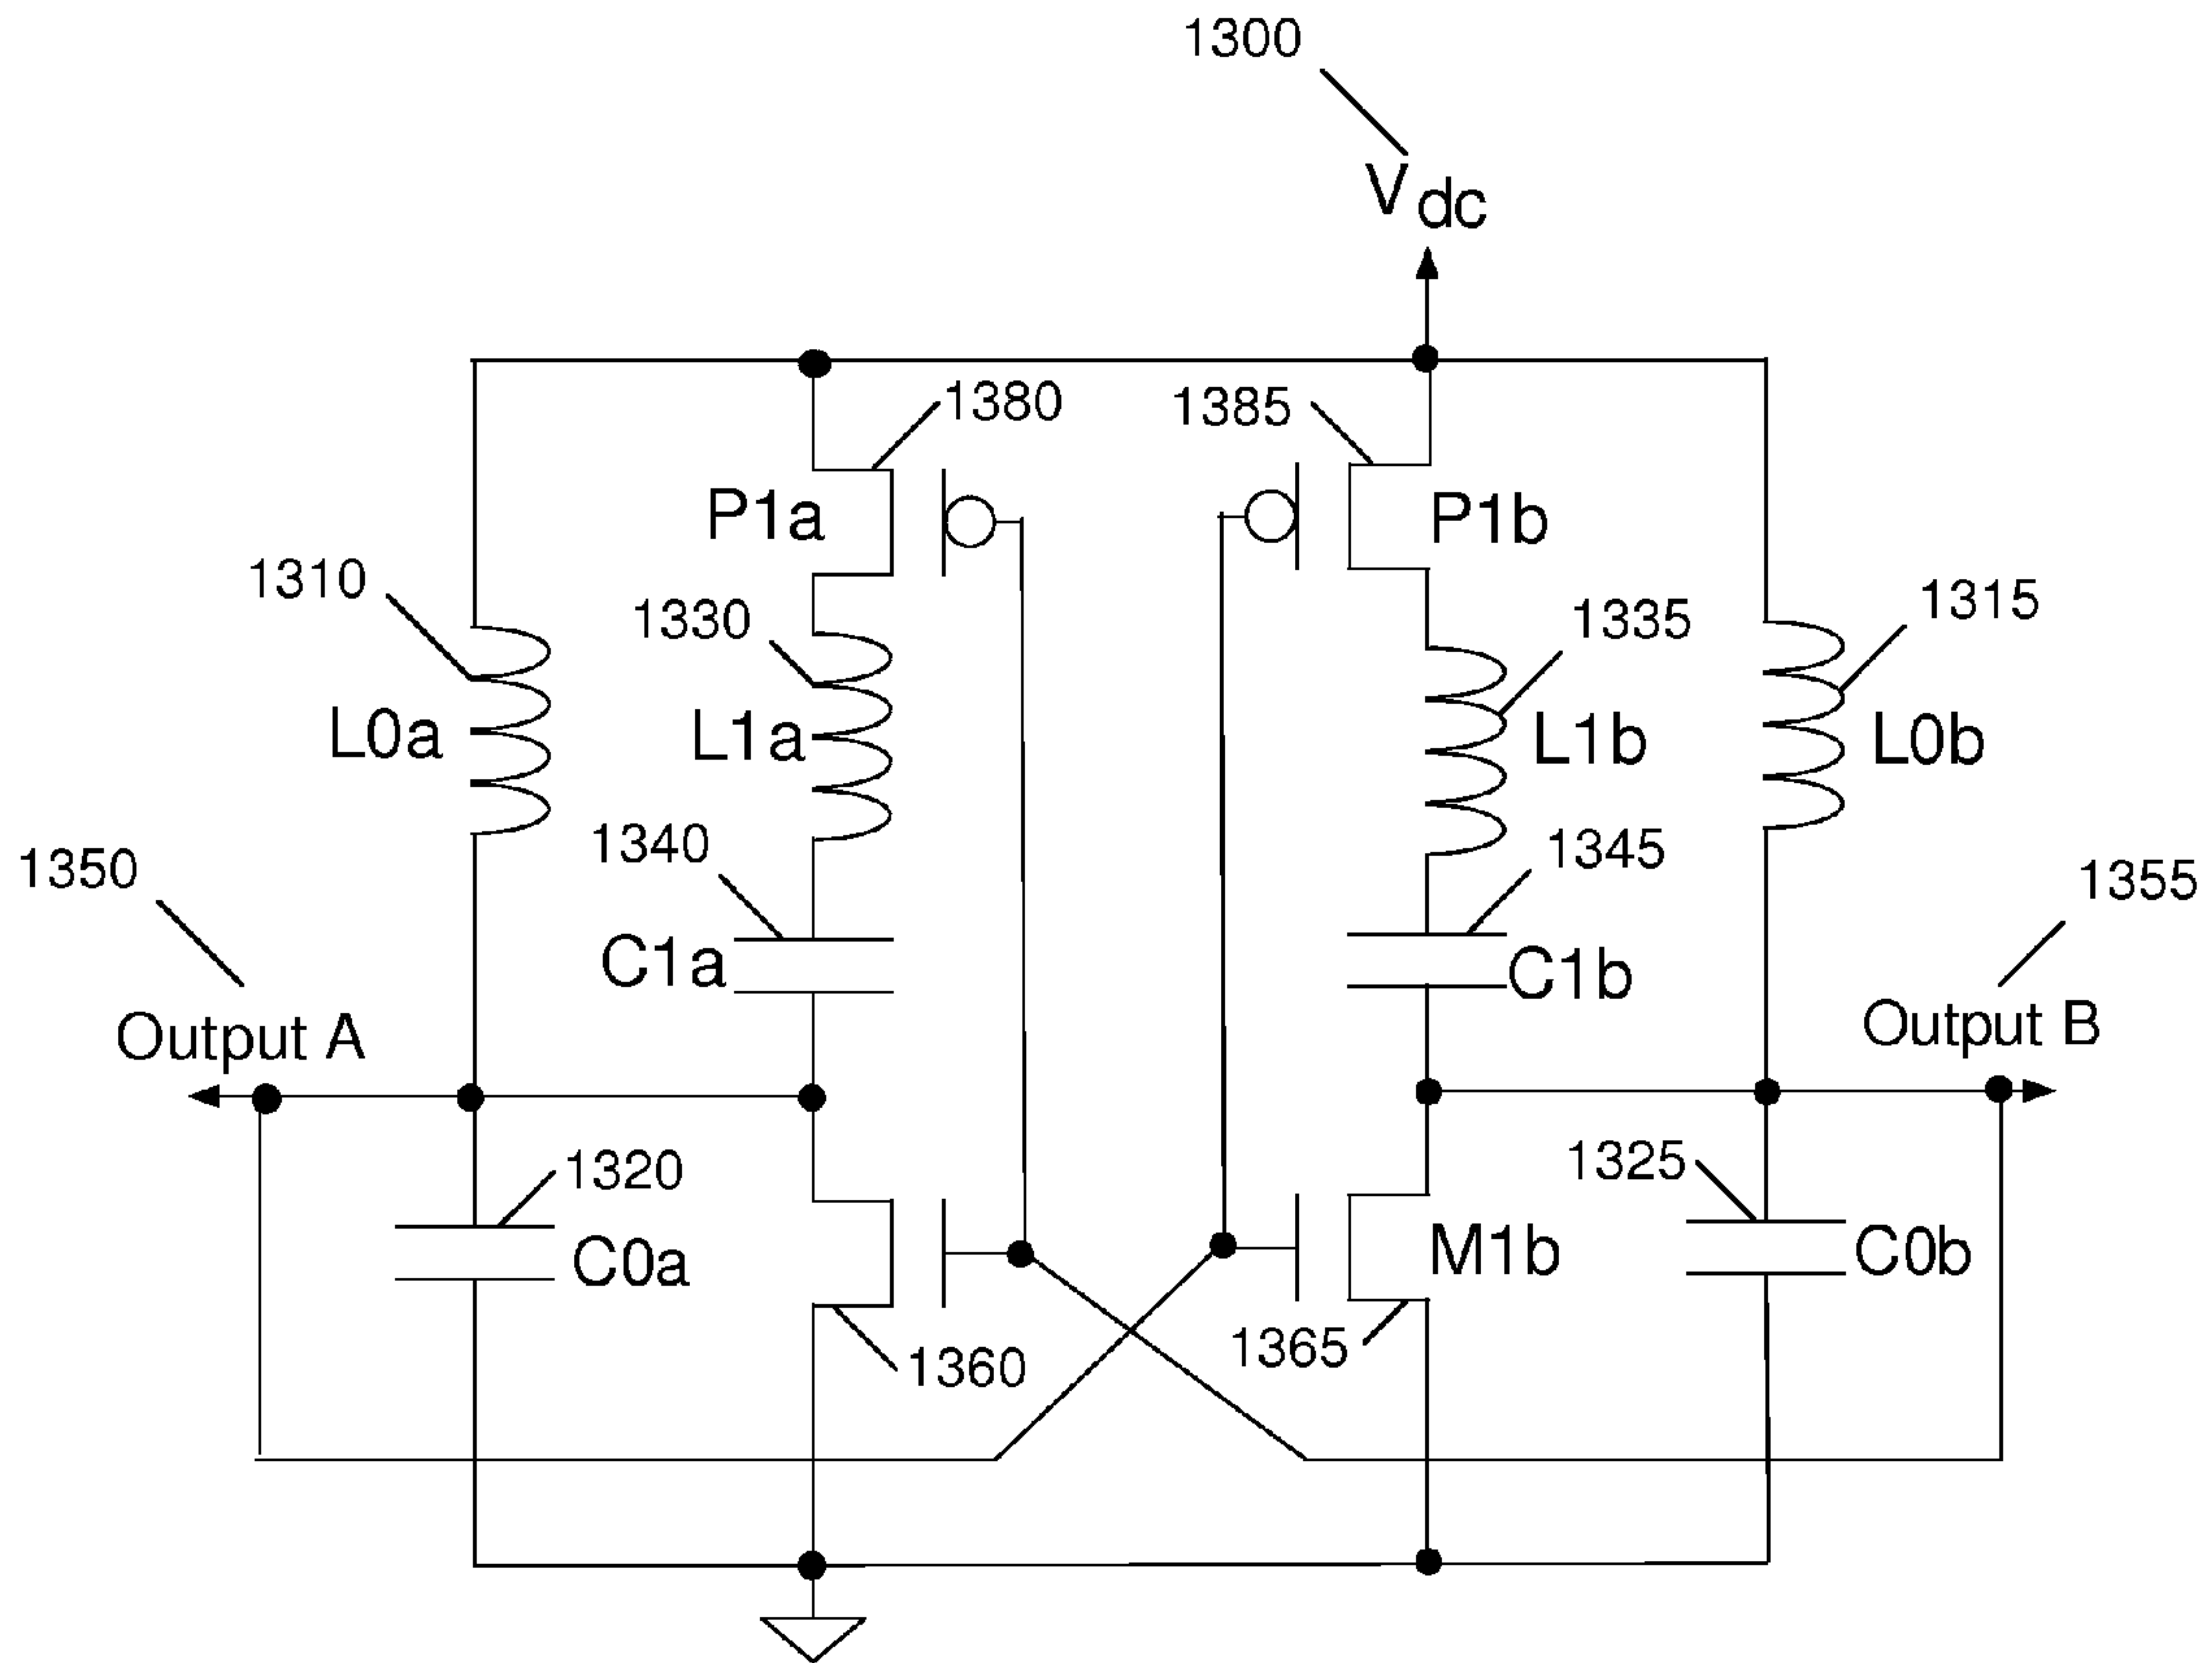 1300
Vdc
1380
1385
P1a
P1b
1310
1330
1335
1315
L0a
L1a
L1b
L0b
1340
1345
1350
1355
C1a
C1b
Output A
Output B
1320
1325
C0a
M1b
C0b
1360
1365